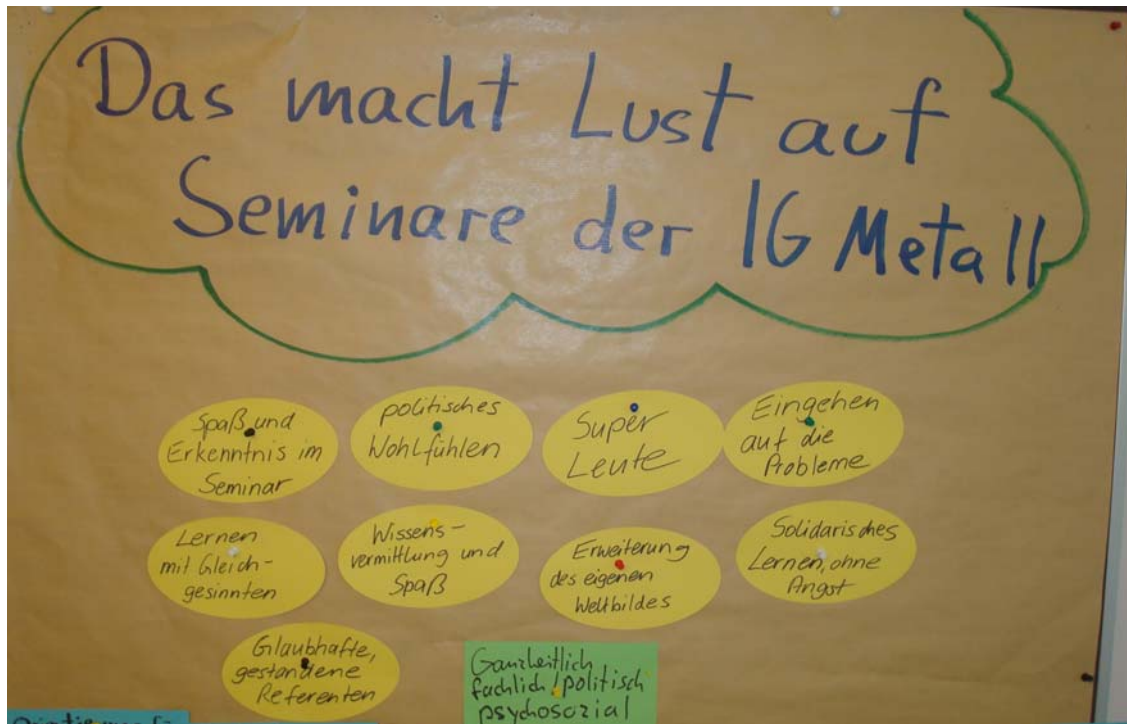 Das macht Lust auf
Seminare der IG Metall
Spaß und
Erkenntnis im
Seminar
politisches
Wohlfühlen
Super
Leute
Eingehen
auf die
Probleme
Lernen
mit Gleich-
gesinnten
Wissens-
vermittlung und
Spaß
Erweiterung
des eigenen
Weltbildes
Solidarisches
Lernen, ohne
Angst
Glaubhafte,
gestandene
Referenten
Ganzheitlich
fachlich/politisch
psychosozial